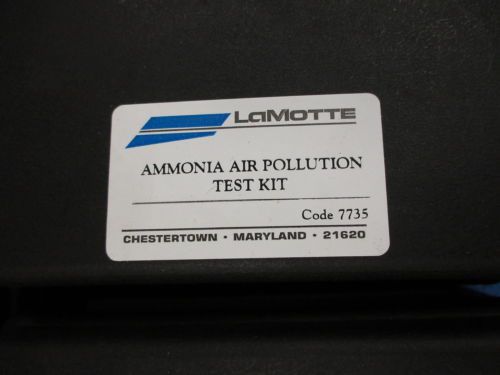 LaMOTTE
AMMONIA AIR POLLUTION
TEST KIT
Code 7735
CHESTERTOWN • MARYLAND • 21620